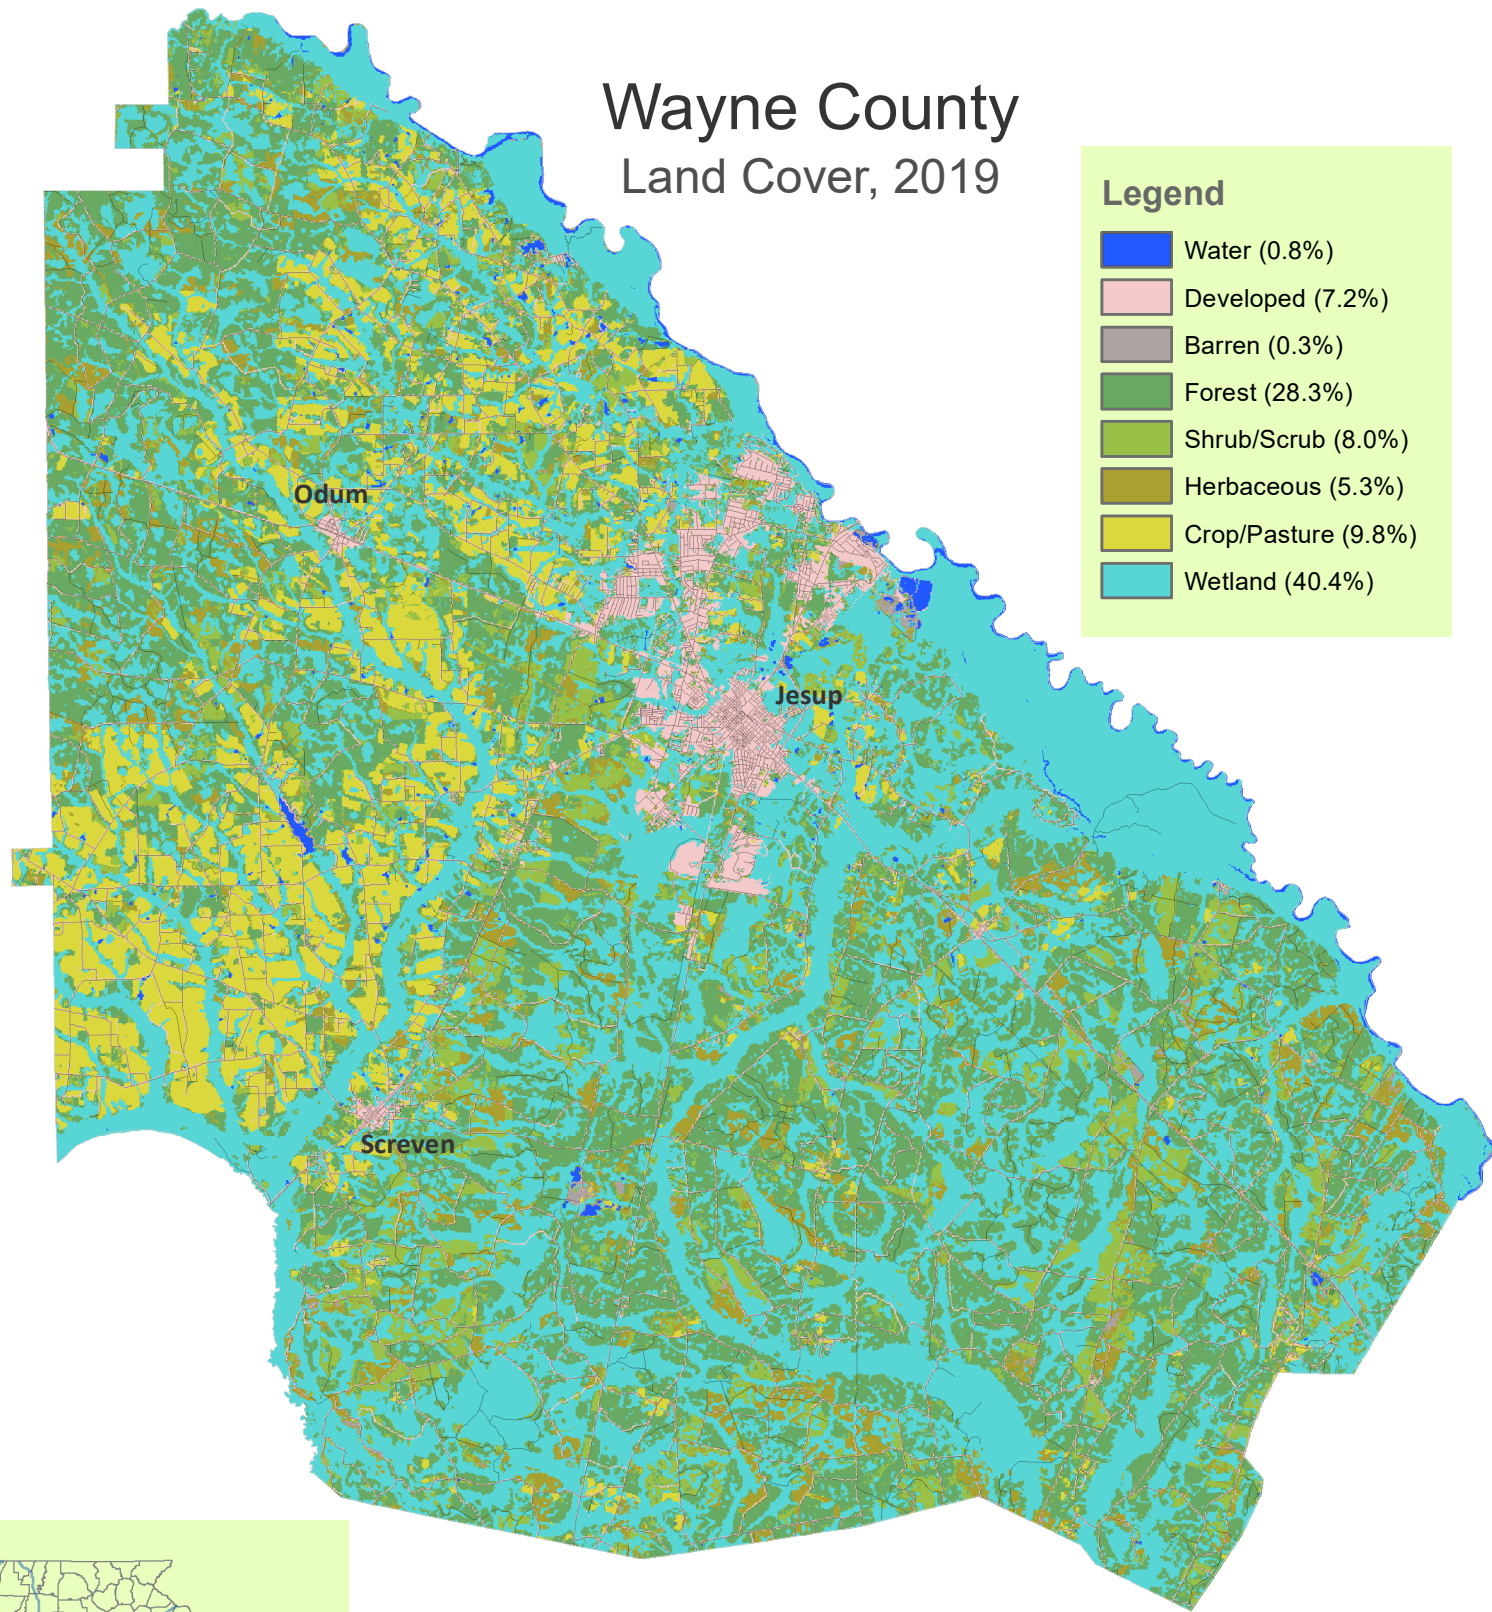 Wayne County
Land Cover, 2019
Legend
Water (0.8%)
Developed (7.2%)
Barren (0.3%)
Forest (28.3%)
Shrub/Scrub (8.0%)
Herbaceous (5.3%)
Crop/Pasture (9.8%)
Wetland (40.4%)
Odum
Jesup
Screven